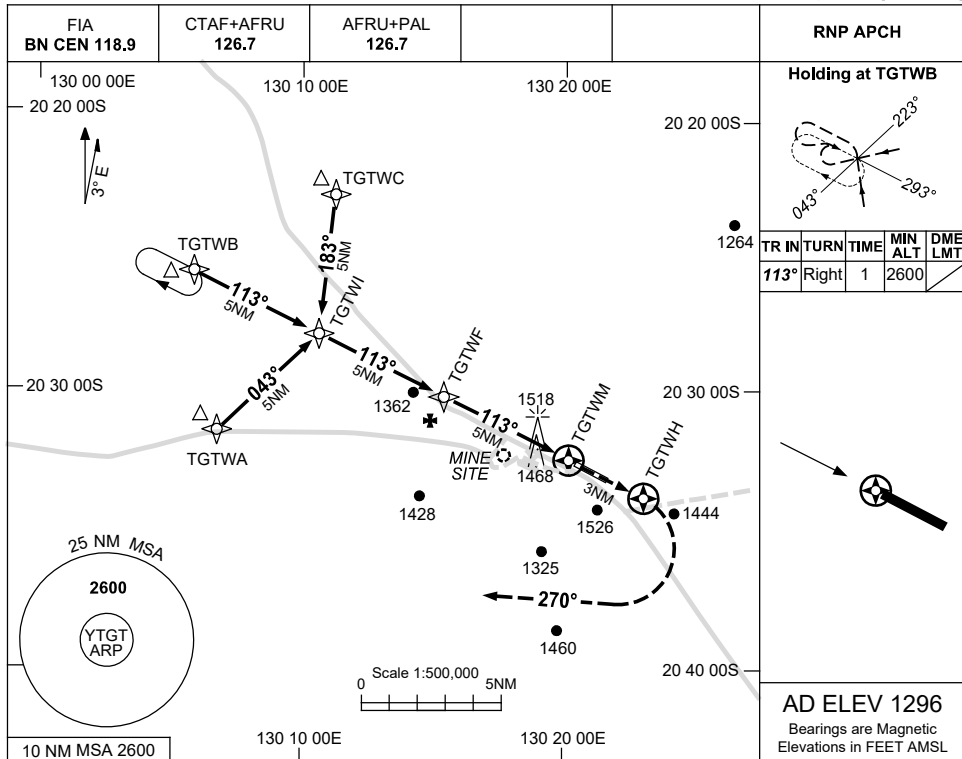 FIA
BN CEN 118.9
CTAF+AFRU
126.7
AFRU+PAL
126.7
RNP APCH
130 00 00E
130 10 00E
130 20 00E
20 20 00S
20 20 00S
3° E
Holding at TGTWB
223°
043°
293°
TR IN
TURN
TIME
MIN
ALT
DME
LMT
113°
Right
1
2600
TGTWC
183°
5NM
1264
TGTWB
113°
5NM
TGTWI
043°
5NM
TGTWA
113°
5NM
TGTWF
20 30 00S
20 30 00S
1362
113°
5NM
1518
1468
TGTWM
TGTWH
3NM
MINE
SITE
1428
1526
1444
1325
270°
1460
25 NM MSA
2600
YTGT
ARP
Scale 1:500,000
0
5NM
20 40 00S
10 NM MSA 2600
130 10 00E
130 20 00E
AD ELEV 1296
Bearings are Magnetic
Elevations in FEET AMSL